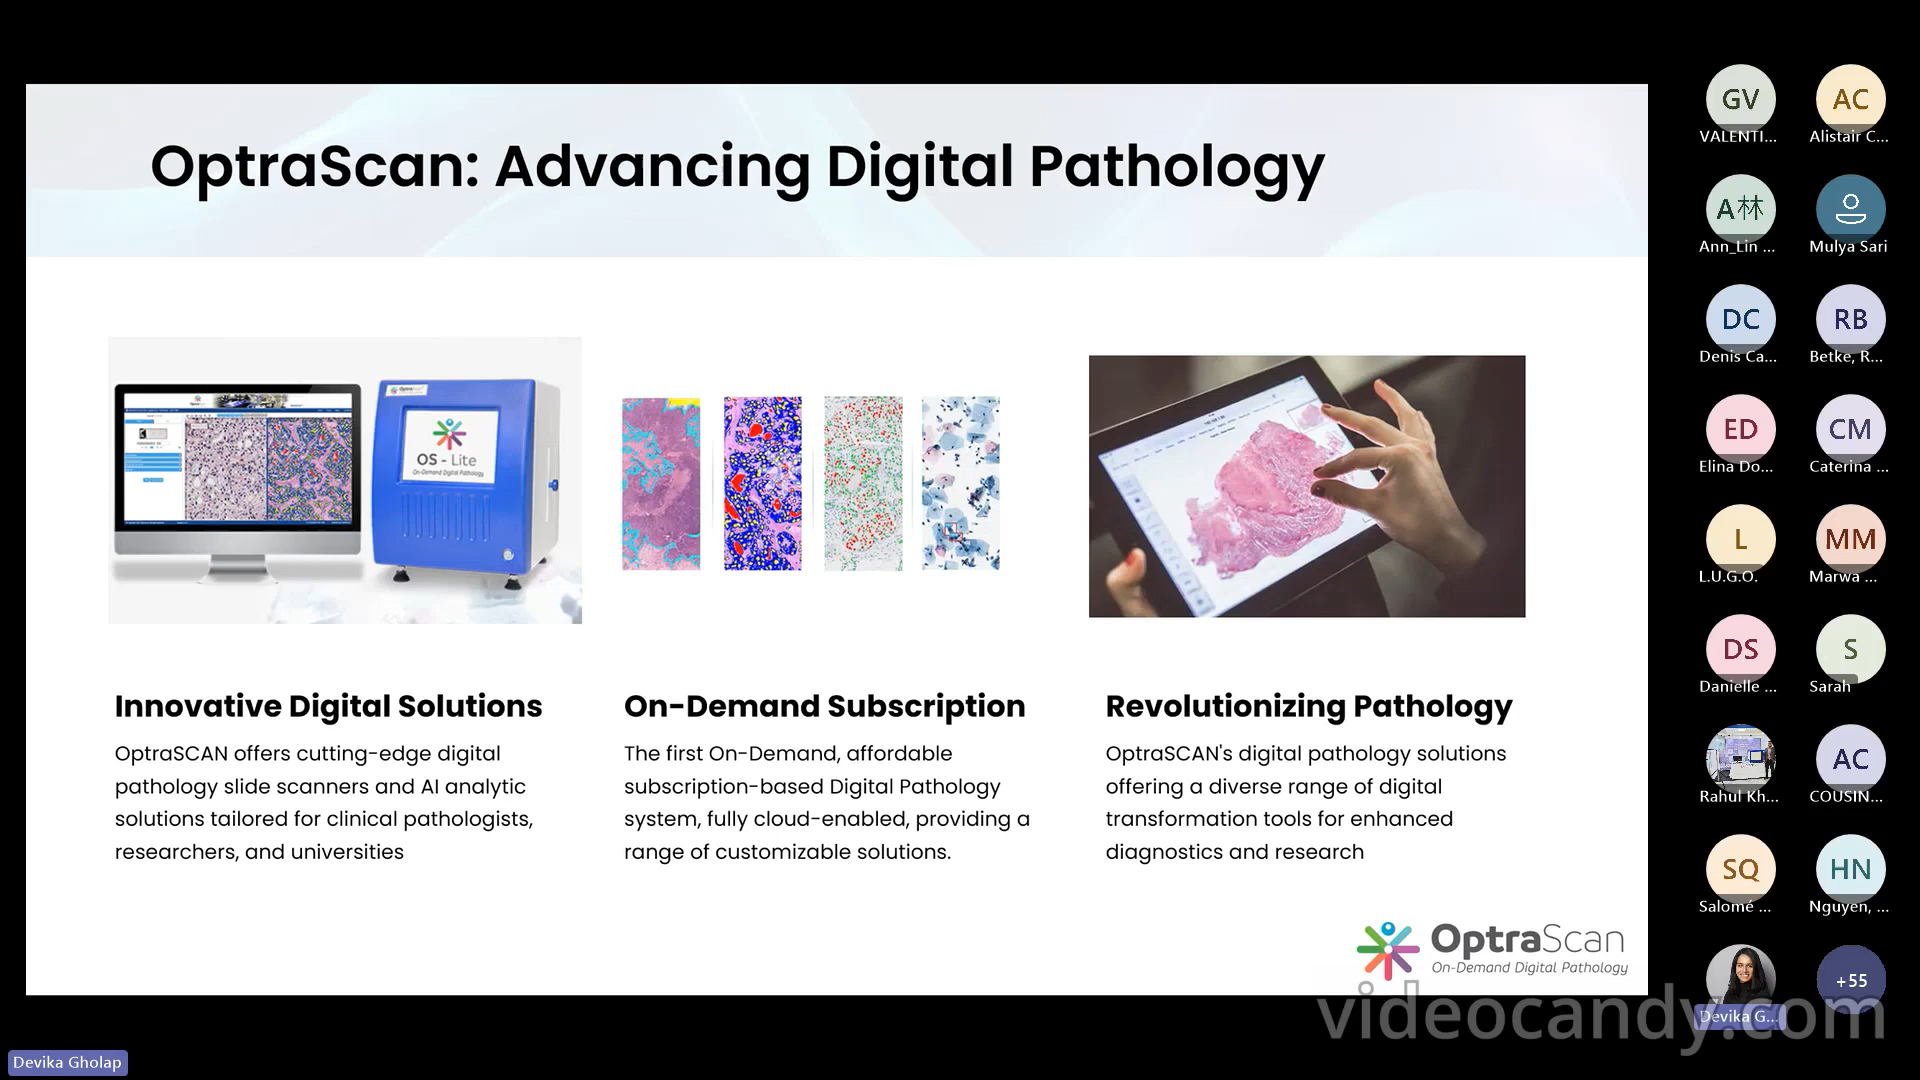 OptraScan: Advancing Digital Pathology
OS - Lite
On-Demand Digital Pathology
Innovative Digital Solutions
OptraSCAN offers cutting-edge digital
pathology slide scanners and AI analytic
solutions tailored for clinical pathologists,
researchers, and universities
On-Demand Subscription
The first On-Demand, affordable
subscription-based Digital Pathology
system, fully cloud-enabled, providing a
range of customizable solutions.
Revolutionizing Pathology
OptraSCAN's digital pathology solutions
offering a diverse range of digital
transformation tools for enhanced
diagnostics and research
OptraScan
On-Demand Digital Pathology
GV
VALENTI...
AC
Alistair C...
A林
Ann_Lin ...
Mulya Sari
DC
Denis Ca...
RB
Betke, R...
ED
Elina Do...
CM
Caterina ...
L
L.U.G.O.
MM
Marwa ...
DS
Danielle ...
S
Sarah
Rahul Kh...
AC
COUSIN...
SQ
Salomé ...
HN
Nguyen, ...
Devika G...
+55
videocandy.com
Devika Gholap